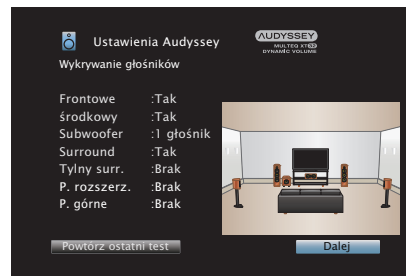 Ustawienia Audyssey
AUDYSSEY
MULTEQ XT32
DYNAMIC VOLUME
Wykrywanie głośników
Frontowe :Tak
środkowy :Tak
Subwoofer :1 głośnik
Surround :Tak
Tylny surr. :Brak
P. rozszerz. :Brak
P. górne :Brak
Powtórz ostatni test
Dalej